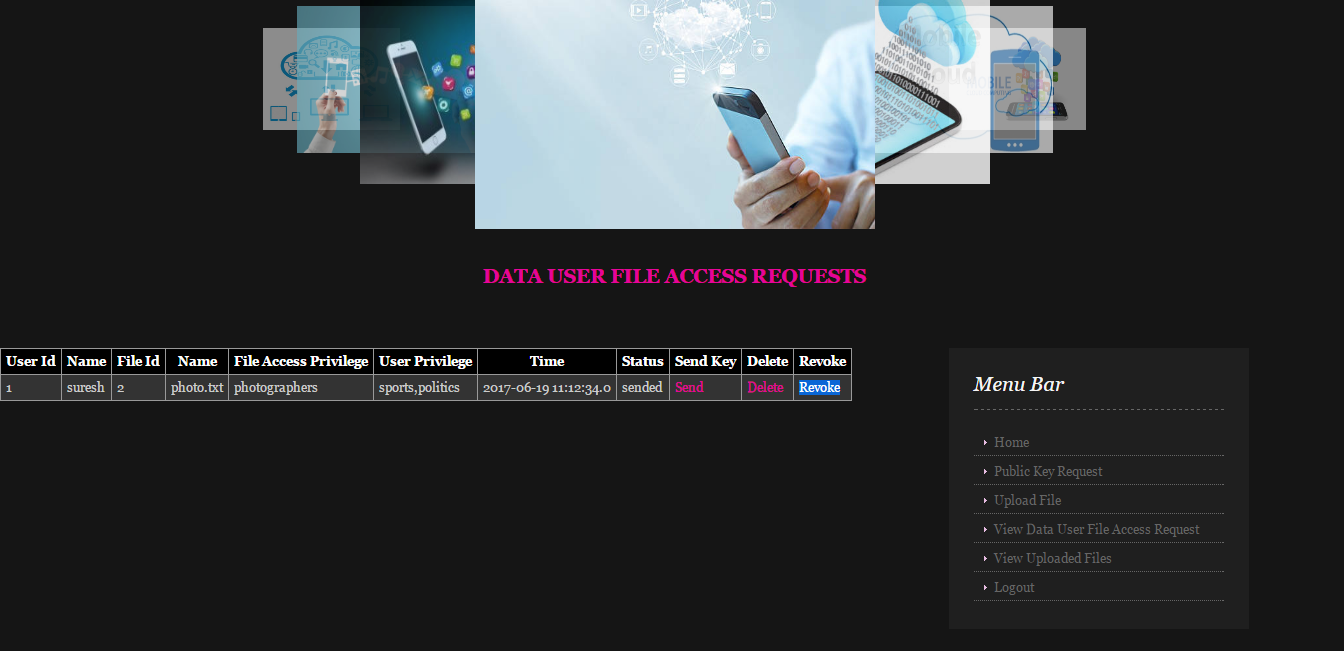 DATA USER FILE ACCESS REQUESTS
User Id Name File Id Name File Access Privilege User Privilege Time Status Send Key Delete Revoke
1 suresh 2 photo.txt photographers sports,politics 2017-06-19 11:12:34.0 sended Send Delete Revoke
Menu Bar
Home
Public Key Request
Upload File
View Data User File Access Request
View Uploaded Files
Logout